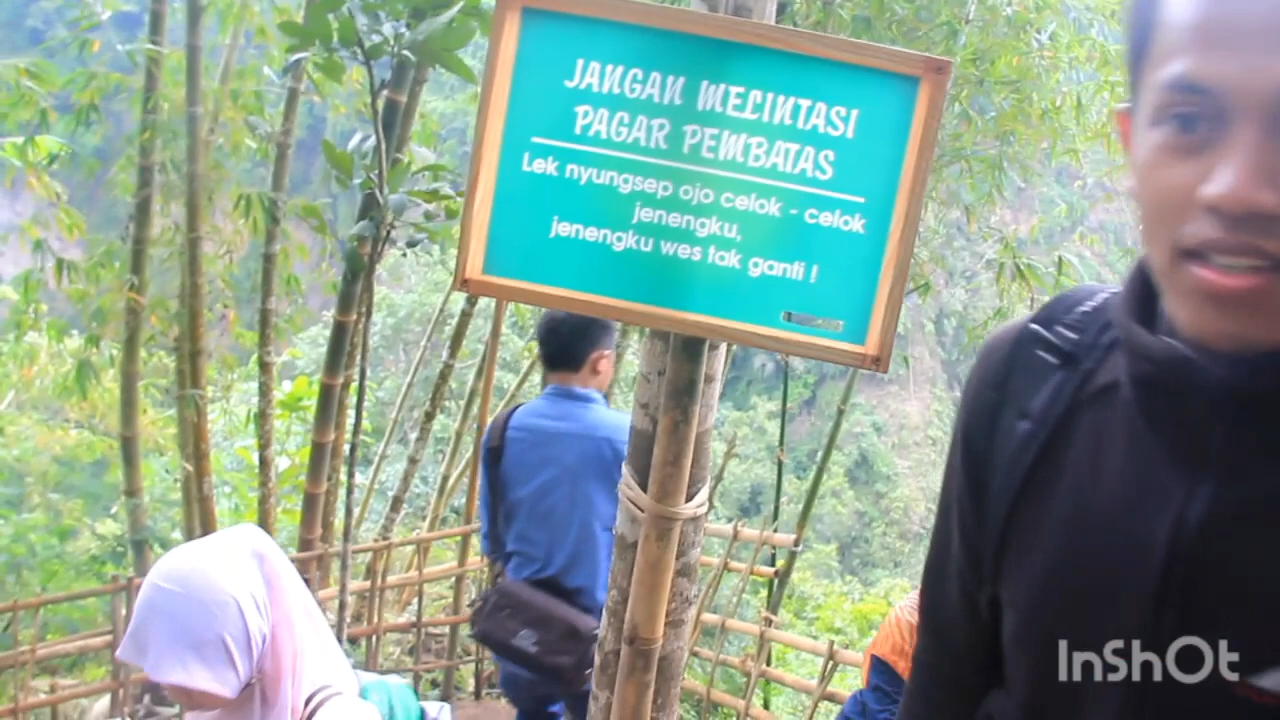 JANGAN MELINTASI
PAGAR PEMBATAS
Lek nyungsep ojo celok - celok
jenengku,
jenengku wes tak ganti !
InShOt